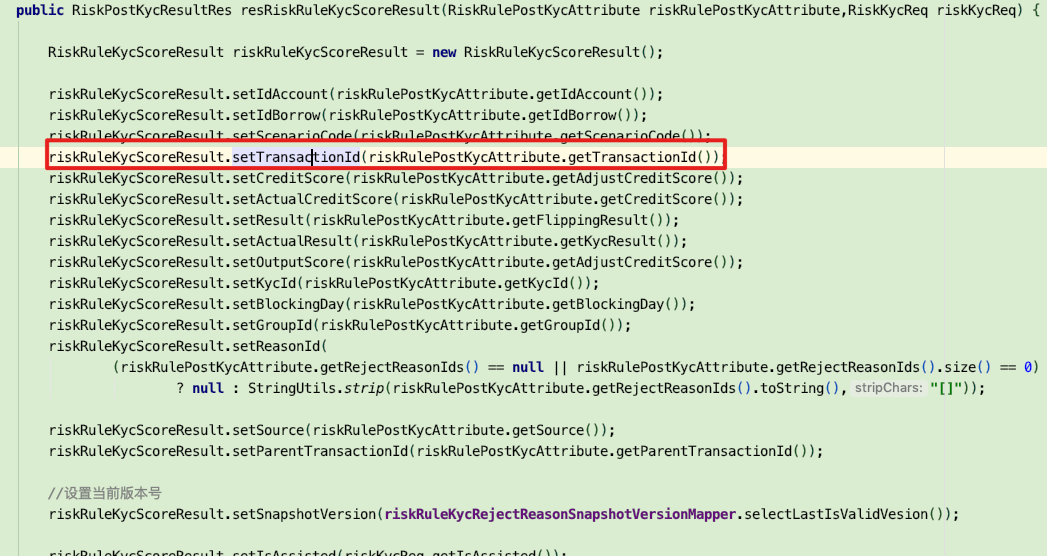 public RiskPostKycResultRes resRiskRuleKycScoreResult(RiskRulePostKycAttribute riskRulePostKycAttribute,RiskKycReq riskKycReq) {
RiskRuleKycScoreResult riskRuleKycScoreResult = new RiskRuleKycScoreResult();
riskRuleKycScoreResult.setIdAccount(riskRulePostKycAttribute.getIdAccount());
riskRuleKycScoreResult.setIdBorrow(riskRulePostKycAttribute.getIdBorrow());
riskRuleKycScoreResult.setScenarioCode(riskRulePostKycAttribute.getScenarioCode());
riskRuleKycScoreResult.setTransactionId(riskRulePostKycAttribute.getTransactionId());
riskRuleKycScoreResult.setCreditScore(riskRulePostKycAttribute.getAdjustCreditScore());
riskRuleKycScoreResult.setActualCreditScore(riskRulePostKycAttribute.getCreditScore());
riskRuleKycScoreResult.setResult(riskRulePostKycAttribute.getFlippingResult());
riskRuleKycScoreResult.setActualResult(riskRulePostKycAttribute.getKycResult());
riskRuleKycScoreResult.setOutputScore(riskRulePostKycAttribute.getAdjustCreditScore());
riskRuleKycScoreResult.setKycId(riskRulePostKycAttribute.getKycId());
riskRuleKycScoreResult.setBlockingDay(riskRulePostKycAttribute.getBlockingDay());
riskRuleKycScoreResult.setGroupId(riskRulePostKycAttribute.getGroupId());
riskRuleKycScoreResult.setReasonId(
(riskRulePostKycAttribute.getRejectReasonIds() == null || riskRulePostKycAttribute.getRejectReasonIds().size() == 0)
? null : StringUtils.strip(riskRulePostKycAttribute.getRejectReasonIds().toString(), stripChars: "[]"));
riskRuleKycScoreResult.setSource(riskRulePostKycAttribute.getSource());
riskRuleKycScoreResult.setParentTransactionId(riskRulePostKycAttribute.getParentTransactionId());
//设置当前版本号
riskRuleKycScoreResult.setSnapshotVersion(riskRuleKycRejectReasonSnapshotVersionMapper.selectLastIsValidVesion());
riskRuleKycScoreResult.setIsAssisted(riskKycReq.getIsAssisted());